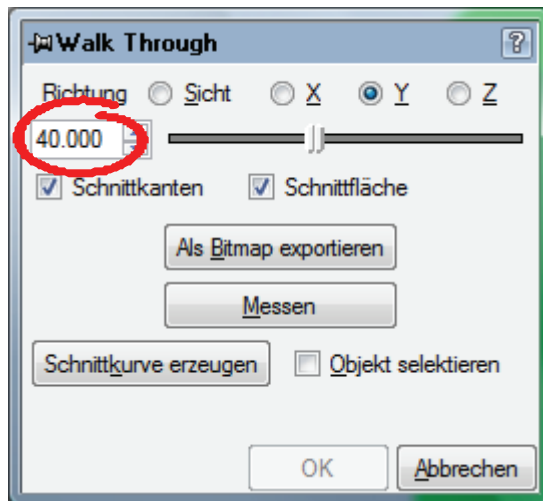 Walk Through ?
Richtung Sicht X Y Z
40.000
Schnittkanten Schnittfläche
Als Bitmap exportieren
Messen
Schnittkurve erzeugen Objekt selektieren
OK Abbrechen